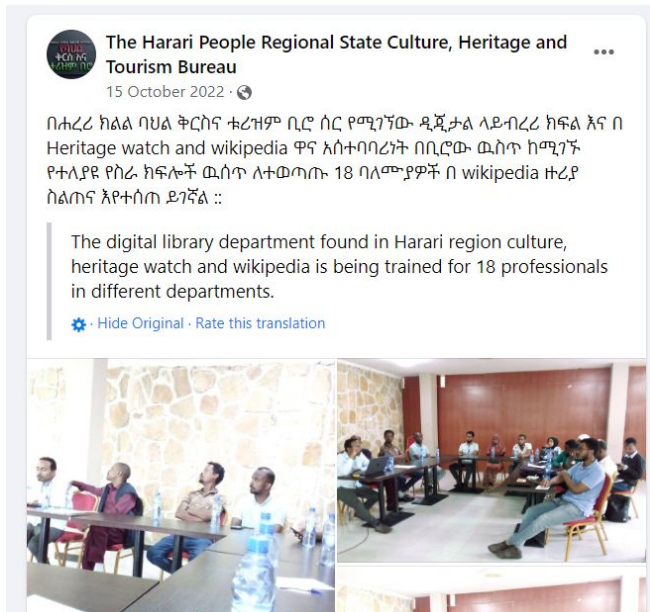 The Harari People Regional State Culture, Heritage and
Tourism Bureau
15 October 2022 ·
በሐረሪ ክልል ባህል ቅርስና ቱሪዝም ቢሮ ስር የሚገኘው ዲጂታል ላይብረሪ ክፍል እና በ
Heritage watch and wikipedia ዋና አሰተባባሪነት በቢሮው ዉስጥ ከሚገኙ
የተለያዩ የስራ ክፍሎች ዉሰጥ ለተወጣጡ 18 ባለሙያዎች በ wikipedia ዙሪያ
ስልጠና እየተሰጠ ይገኛል ::
The digital library department found in Harari region culture,
heritage watch and wikipedia is being trained for 18 professionals
in different departments.
· Hide Original · Rate this translation